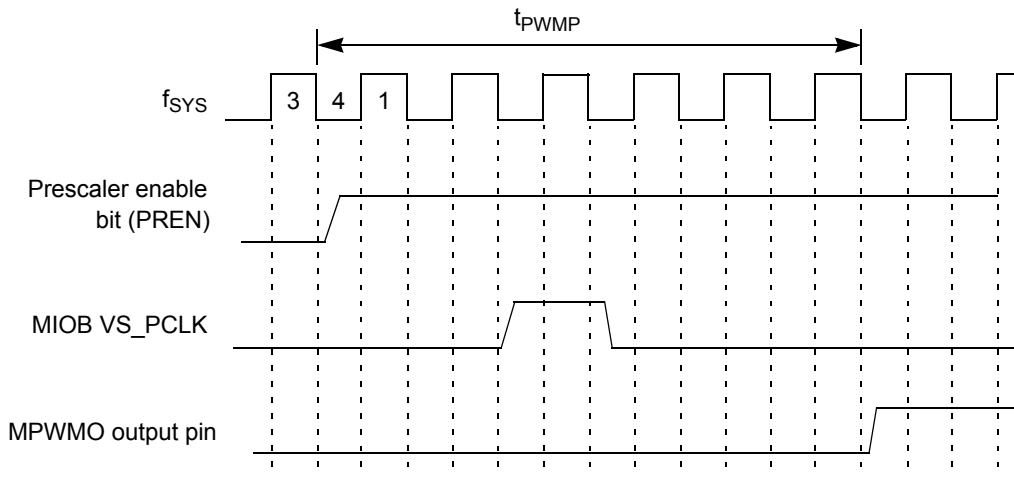 tPWMP
fSYS
3 4 1
Prescaler enable
bit (PREN)
MIOB VS_PCLK
MPWMO output pin